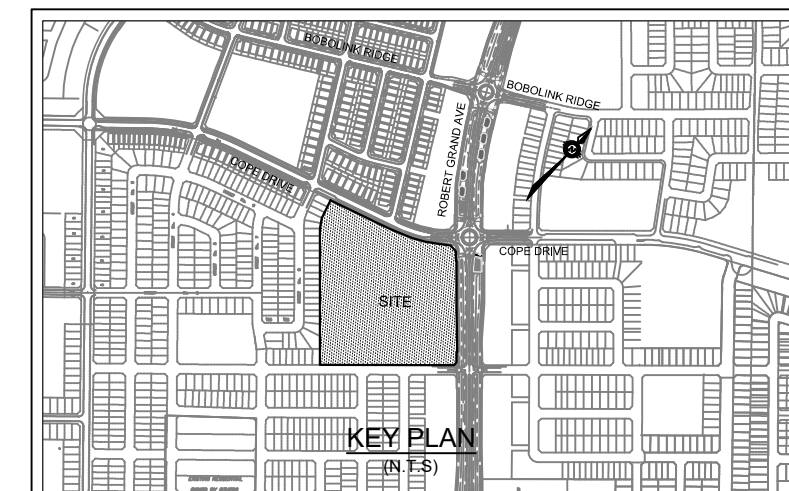 BOBOLINK RIDGE
BOBOLINK RIDGE
ROBERT GRAND AVE
COPE DRIVE
COPE DRIVE
SITE
KEY PLAN
(N.T.S)